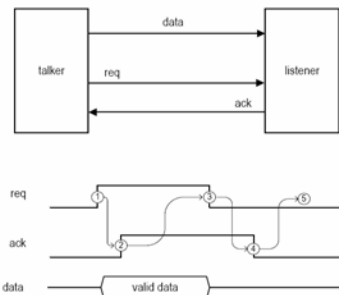 data
talker
listener
req
ack
req
1
3
5
ack
2
4
data
valid data